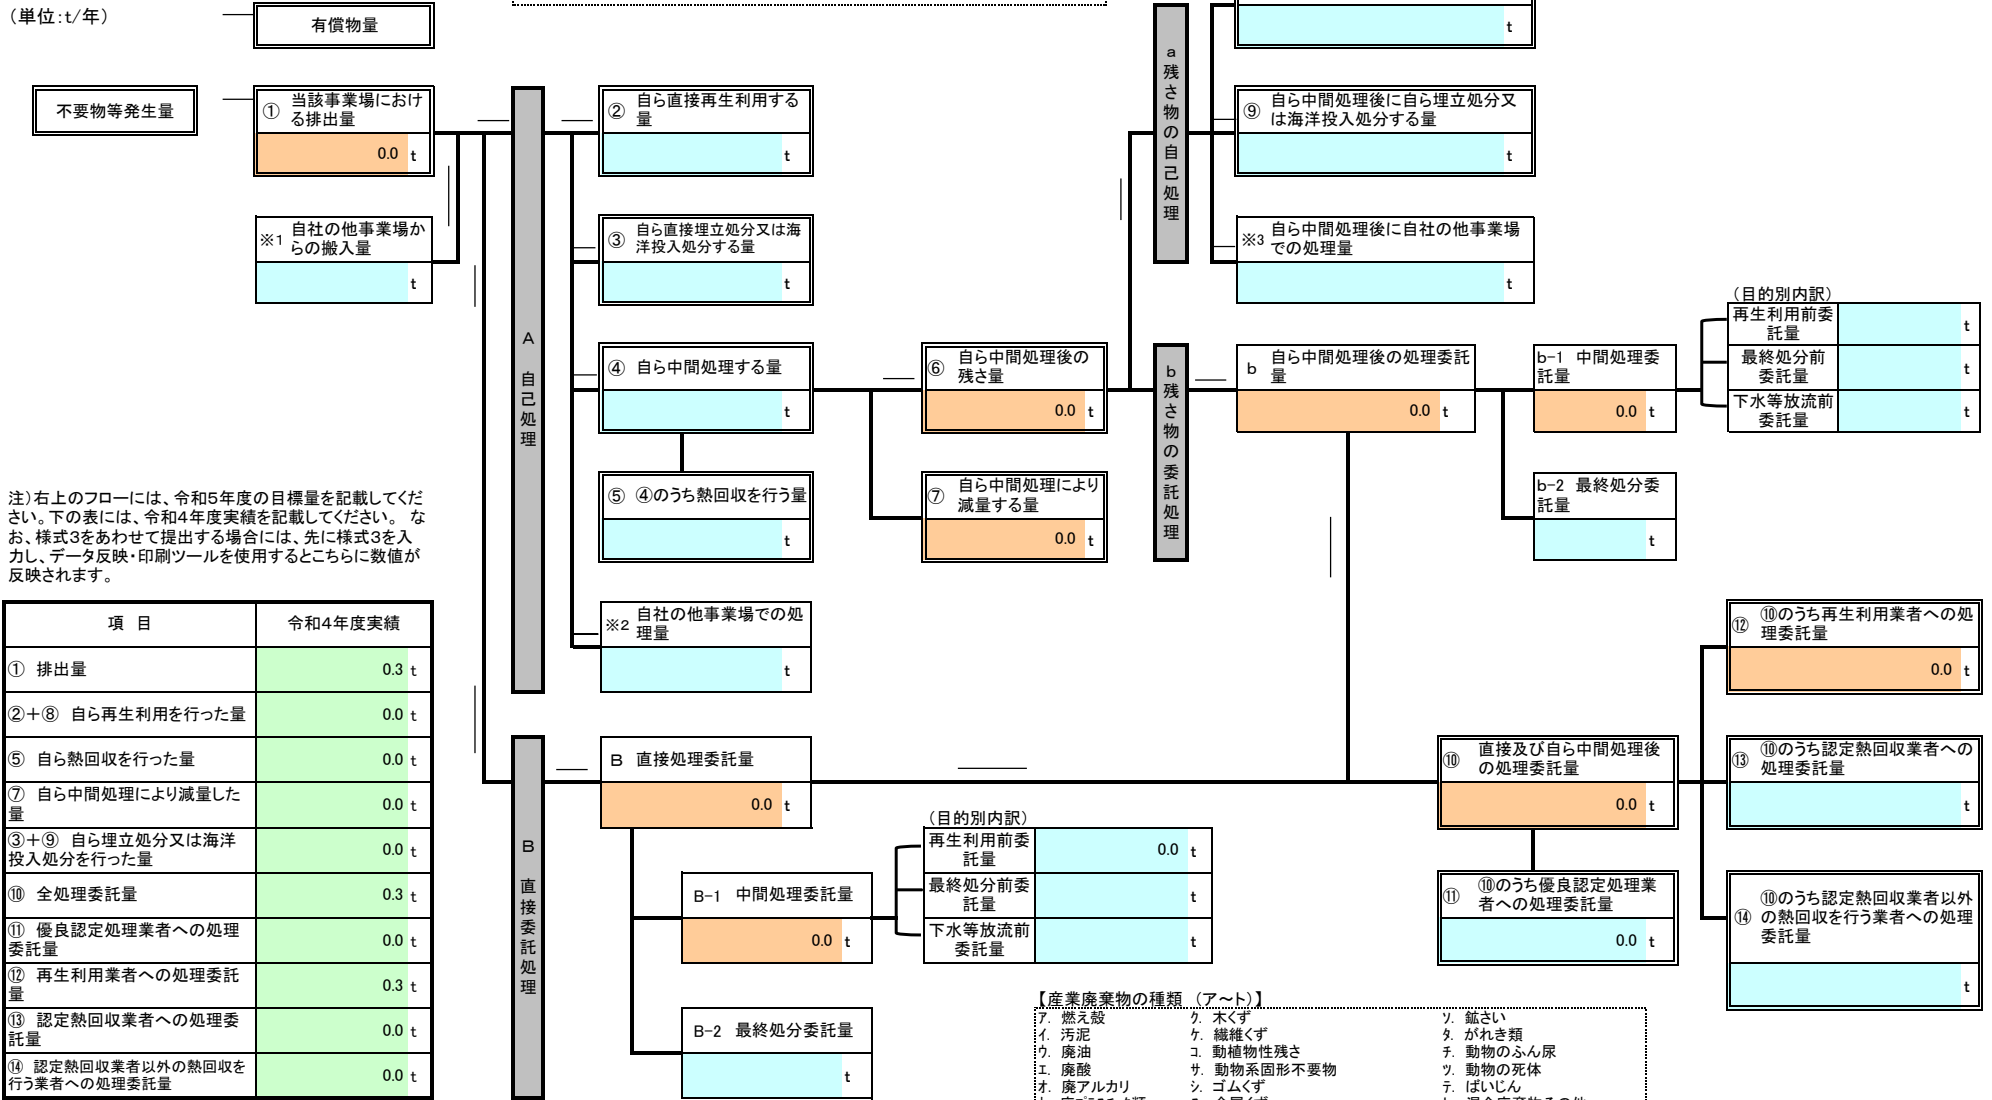 （単位：t/年）
有償物量
t
不要物等発生量
① 当該事業場におけ
る排出量
0.0 t
② 自ら直接再生利用する
量
t
⑨ 自ら中間処理後に自ら埋立処分又
は海洋投入処分する量
t
a 残さ物の自己処理
※1 自社の他事業場か
らの搬入量
t
③ 自ら直接埋立処分又は海
洋投入処分する量
t
※3 自ら中間処理後に自社の他事業場
での処理量
t
A 自己処理
④ 自ら中間処理する量
t
⑥ 自ら中間処理後の
残さ量
0.0 t
b 残さ物の委託処理
b 自ら中間処理後の処理委託
量
0.0 t
b-1 中間処理委
託量
0.0 t
（目的別内訳）
再生利用前委
託量
t
最終処分前
委託量
t
下水等放流前
委託量
t
⑤ ④のうち熱回収を行う量
t
⑦ 自ら中間処理により
減量する量
0.0 t
b-2 最終処分委
託量
t
注）右上のフローには、令和5年度の目標量を記載してくだ
さい。下の表には、令和4年度実績を記載してください。 な
お、様式3をあわせて提出する場合には、先に様式3を入
力し、データ反映・印刷ツールを使用するとこちらに数値が
反映されます。
項 目 令和4年度実績
① 排出量 0.3 t
②＋⑧ 自ら再生利用を行った量 0.0 t
⑤ 自ら熱回収を行った量 0.0 t
⑦ 自ら中間処理により減量した
量 0.0 t
③＋⑨ 自ら埋立処分又は海洋
投入処分を行った量 0.0 t
⑩ 全処理委託量 0.3 t
⑪ 優良認定処理業者への処理
委託量 0.0 t
⑫ 再生利用業者への処理委託
量 0.3 t
⑬ 認定熱回収業者への処理委
託量 0.0 t
⑭ 認定熱回収業者以外の熱回収を
行う業者への処理委託量 0.0 t
※2 自社の他事業場での処
理量
t
B 直接委託処理
B 直接処理委託量
0.0 t
B-1 中間処理委託量
0.0 t
（目的別内訳）
再生利用前委
託量
0.0 t
最終処分前委
託量
t
下水等放流前
委託量
t
B-2 最終処分委託量
t
⑩ 直接及び自ら中間処理後
の処理委託量
0.0 t
⑪ ⑩のうち優良認定処理業
者への処理委託量
0.0 t
⑫ ⑩のうち再生利用業者への処
理委託量
0.0 t
⑬ ⑩のうち認定熱回収業者への
処理委託量
t
⑭ ⑩のうち認定熱回収業者以外
の熱回収を行う業者への処理
委託量
t
【産業廃棄物の種類 （ア～ト）】
ア. 燃え殻 ク. 木くず ソ. 鉱さい
イ. 汚泥 ケ. 繊維くず タ. がれき類
ウ. 廃油 コ. 動植物性残さ チ. 動物のふん尿
エ. 廃酸 サ. 動物系固形不要物 ツ. 動物の死体
オ. 廃アルカリ シ. ゴムくず テ. ばいじん